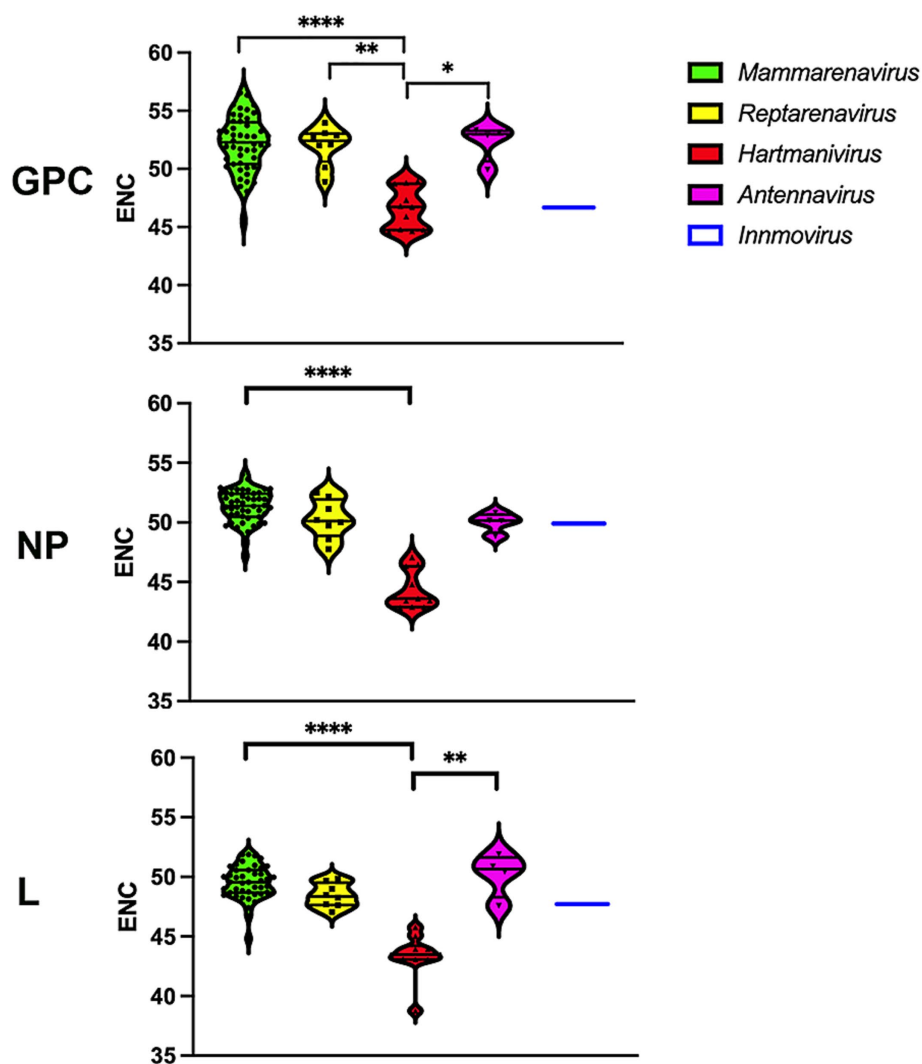 ****
**
*
60
55
50
45
40
35
ENC
GPC
Mammarenavirus
Reptarenavirus
Hartmanivirus
Antennavirus
Innmovirus
****
60
55
50
45
40
35
ENC
NP
****
**
60
55
50
45
40
35
ENC
L